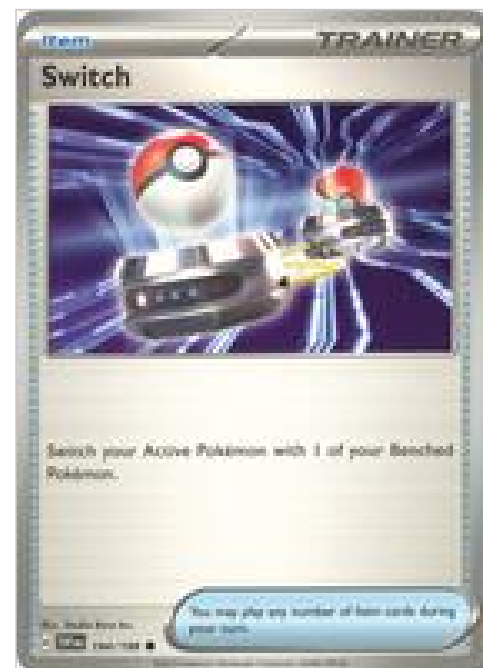 Item
TRAINER
Switch
Switch your Active Pokémon with 1 of your Benched
Pokémon.
You may play any number of Item cards during
your turn.